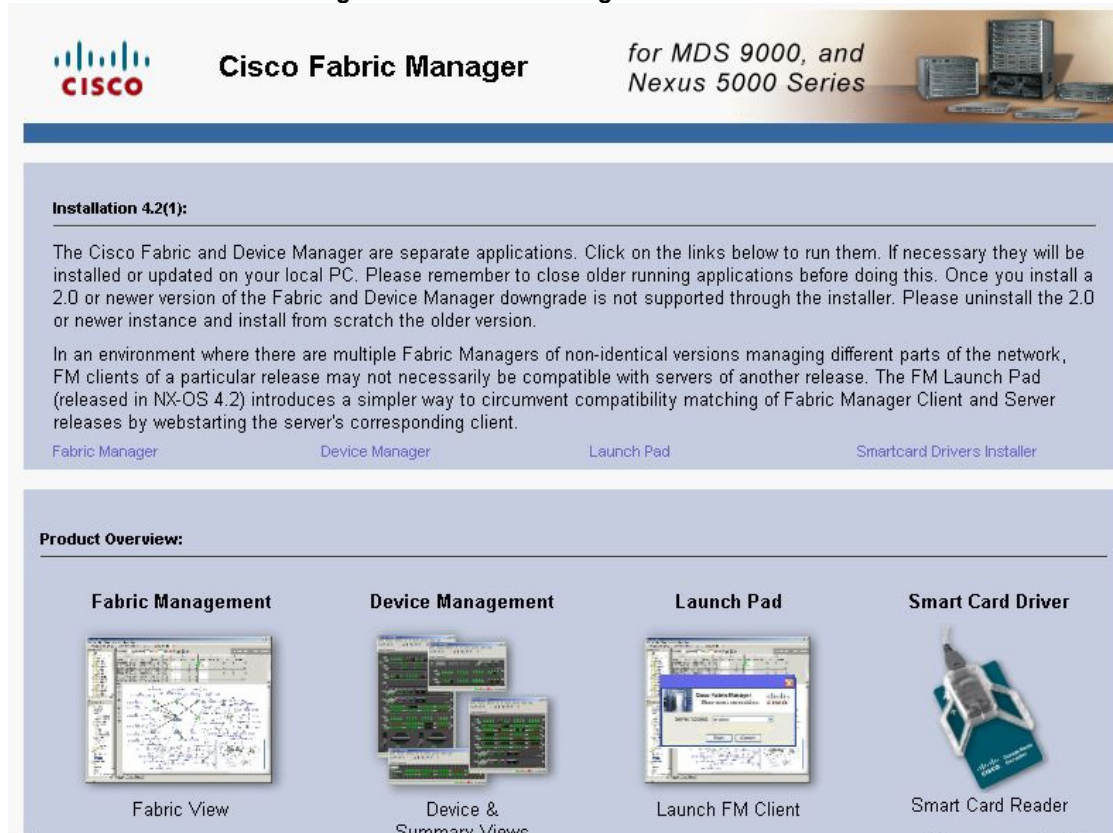 CISCO
Cisco Fabric Manager
for MDS 9000, and
Nexus 5000 Series
Installation 4.2(1):
The Cisco Fabric and Device Manager are separate applications. Click on the links below to run them. If necessary they will be
installed or updated on your local PC. Please remember to close older running applications before doing this. Once you install a
2.0 or newer version of the Fabric and Device Manager downgrade is not supported through the installer. Please uninstall the 2.0
or newer instance and install from scratch the older version.
In an environment where there are multiple Fabric Managers of non-identical versions managing different parts of the network,
FM clients of a particular release may not necessarily be compatible with servers of another release. The FM Launch Pad
(released in NX-OS 4.2) introduces a simpler way to circumvent compatibility matching of Fabric Manager Client and Server
releases by webstarting the server's corresponding client.
Fabric Manager Device Manager Launch Pad Smartcard Drivers Installer
Product Overview:
Fabric Management Device Management Launch Pad Smart Card Driver
Cisco Fabric Manager
CISCO
Fabric View Device & Launch FM Client Smart Card Reader
Summary Views